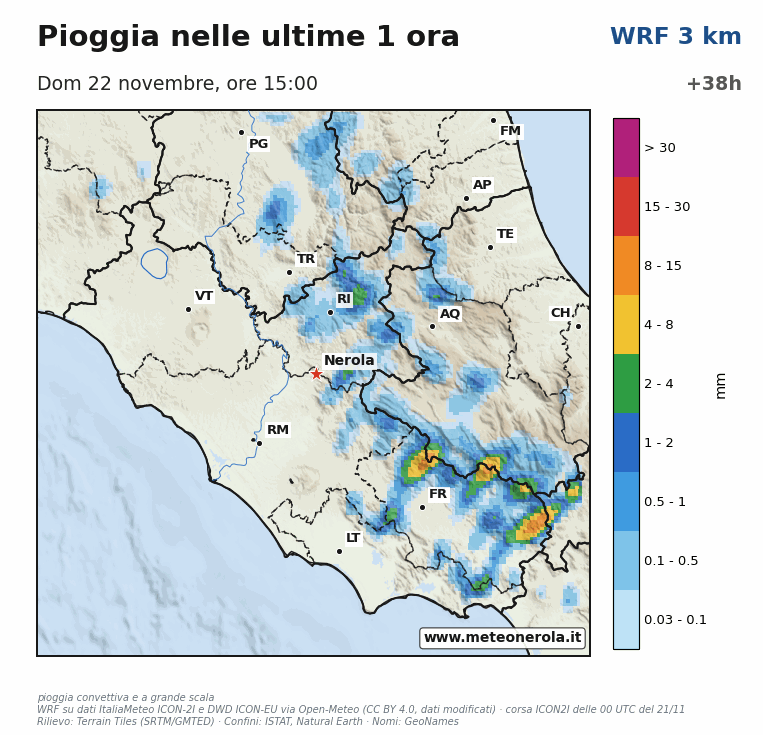 Pioggia nelle ultime 1 ora
WRF 3 km
Dom 22 novembre, ore 15:00
+38h
FM
PG
AP
TE
TR
VT
RI
AQ
CH
Nerola
RM
FR
LT
> 30
15 - 30
8 - 15
4 - 8
2 - 4
1 - 2
0.5 - 1
0.1 - 0.5
0.03 - 0.1
mm
www.meteonerola.it
pioggia convettiva e a grande scala
WRF su dati ItaliaMeteo ICON-2I e DWD ICON-EU via Open-Meteo (CC BY 4.0, dati modificati) · corsa ICON2I delle 00 UTC del 21/11
Rilievo: Terrain Tiles (SRTM/GMTED) · Confini: ISTAT, Natural Earth · Nomi: GeoNames